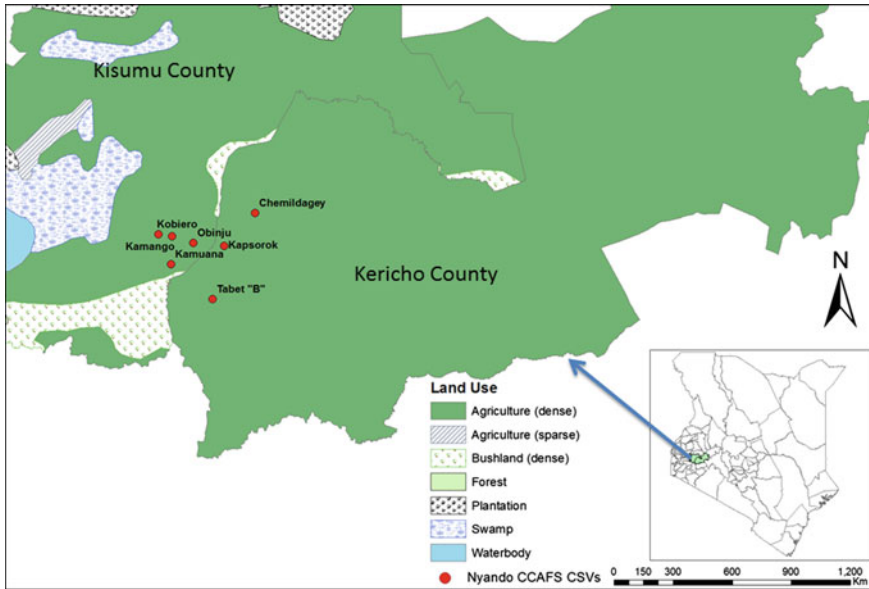 Kisumu County
Chemildagey
Kobiero
Obinju
Kamango
Kapsorok
Kamuana
Kericho County
Tabet "B"
N
Land Use
Agriculture (dense)
Agriculture (sparse)
Bushland (dense)
Forest
Plantation
Swamp
Waterbody
Nyando CCAFS CSVs
0 150 300 600 900 1,200
Km